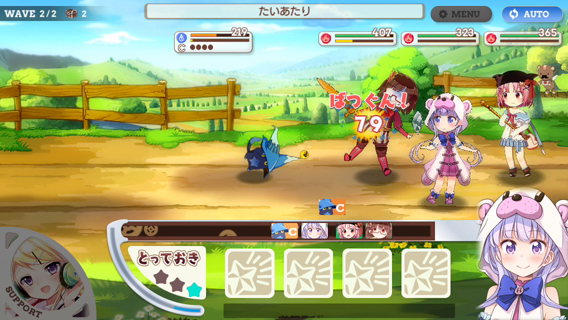 WAVE 2/2 2
たいあたり
MENU
AUTO
219
C
407
323
365
ばつぐん!
79
C
C
とっておき
SUPPORT